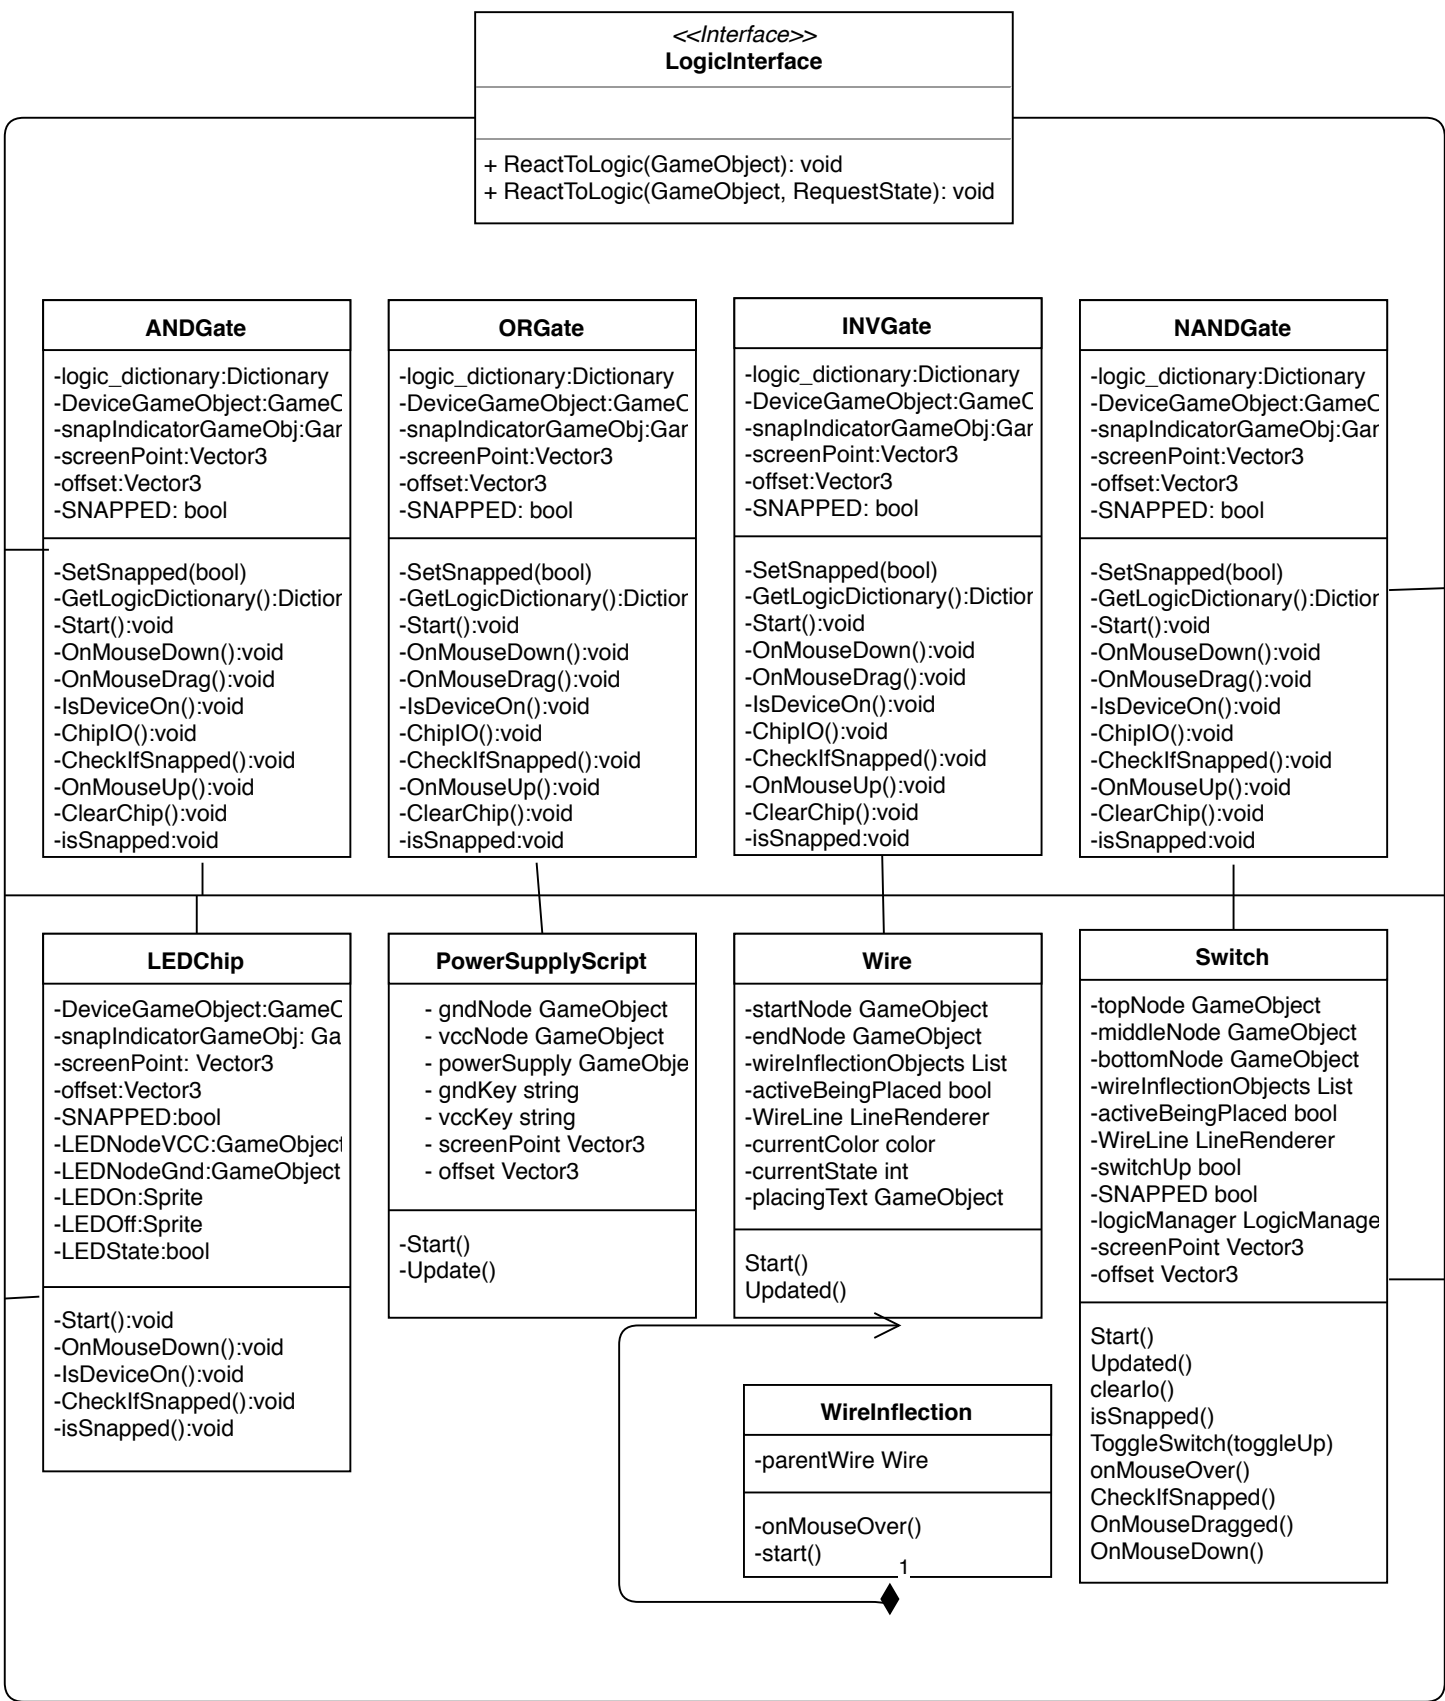 <<Interface>>
LogicInterface
+ ReactToLogic(GameObject): void
+ ReactToLogic(GameObject, RequestState): void
ANDGate
-logic_dictionary:Dictionary
-DeviceGameObject:GameC
-snapIndicatorGameObj:Gar
-screenPoint:Vector3
-offset:Vector3
-SNAPPED: bool
-SetSnapped(bool)
-GetLogicDictionary():Diction
-Start():void
-OnMouseDown():void
-OnMouseDrag():void
-IsDeviceOn():void
-ChipIO():void
-CheckIfSnapped():void
-OnMouseUp():void
-ClearChip():void
-isSnapped:void
ORGate
-logic_dictionary:Dictionary
-DeviceGameObject:GameC
-snapIndicatorGameObj:Gar
-screenPoint:Vector3
-offset:Vector3
-SNAPPED: bool
-SetSnapped(bool)
-GetLogicDictionary():Diction
-Start():void
-OnMouseDown():void
-OnMouseDrag():void
-IsDeviceOn():void
-ChipIO():void
-CheckIfSnapped():void
-OnMouseUp():void
-ClearChip():void
-isSnapped:void
INVGate
-logic_dictionary:Dictionary
-DeviceGameObject:GameC
-snapIndicatorGameObj:Gar
-screenPoint:Vector3
-offset:Vector3
-SNAPPED: bool
-SetSnapped(bool)
-GetLogicDictionary():Diction
-Start():void
-OnMouseDown():void
-OnMouseDrag():void
-IsDeviceOn():void
-ChipIO():void
-CheckIfSnapped():void
-OnMouseUp():void
-ClearChip():void
-isSnapped:void
NANDGate
-logic_dictionary:Dictionary
-DeviceGameObject:GameC
-snapIndicatorGameObj:Gar
-screenPoint:Vector3
-offset:Vector3
-SNAPPED: bool
-SetSnapped(bool)
-GetLogicDictionary():Diction
-Start():void
-OnMouseDown():void
-OnMouseDrag():void
-IsDeviceOn():void
-ChipIO():void
-CheckIfSnapped():void
-OnMouseUp():void
-ClearChip():void
-isSnapped:void
LEDChip
-DeviceGameObject:GameC
-snapIndicatorGameObj: Ga
-screenPoint: Vector3
-offset:Vector3
-SNAPPED:bool
-LEDNodeVCC:GameObject
-LEDNodeGnd:GameObject
-LEDOn:Sprite
-LEDOff:Sprite
-LEDState:bool
-Start():void
-OnMouseDown():void
-IsDeviceOn():void
-CheckIfSnapped():void
-isSnapped():void
PowerSupplyScript
- gndNode GameObject
- vccNode GameObject
- powerSupply GameObje
- gndKey string
- vccKey string
- screenPoint Vector3
- offset Vector3
-Start()
-Update()
Wire
-startNode GameObject
-endNode GameObject
-wireInflectionObjects List
-activeBeingPlaced bool
-WireLine LineRenderer
-currentColor color
-currentState int
-placingText GameObject
Start()
Updated()
Switch
-topNode GameObject
-middleNode GameObject
-bottomNode GameObject
-wireInflectionObjects List
-activeBeingPlaced bool
-WireLine LineRenderer
-switchUp bool
-SNAPPED bool
-logicManager LogicManage
-screenPoint Vector3
-offset Vector3
Start()
Updated()
clearIo()
isSnapped()
ToggleSwitch(toggleUp)
onMouseOver()
CheckIfSnapped()
OnMouseDragged()
OnMouseDown()
WireInflection
-parentWire Wire
-onMouseOver()
-start()
1